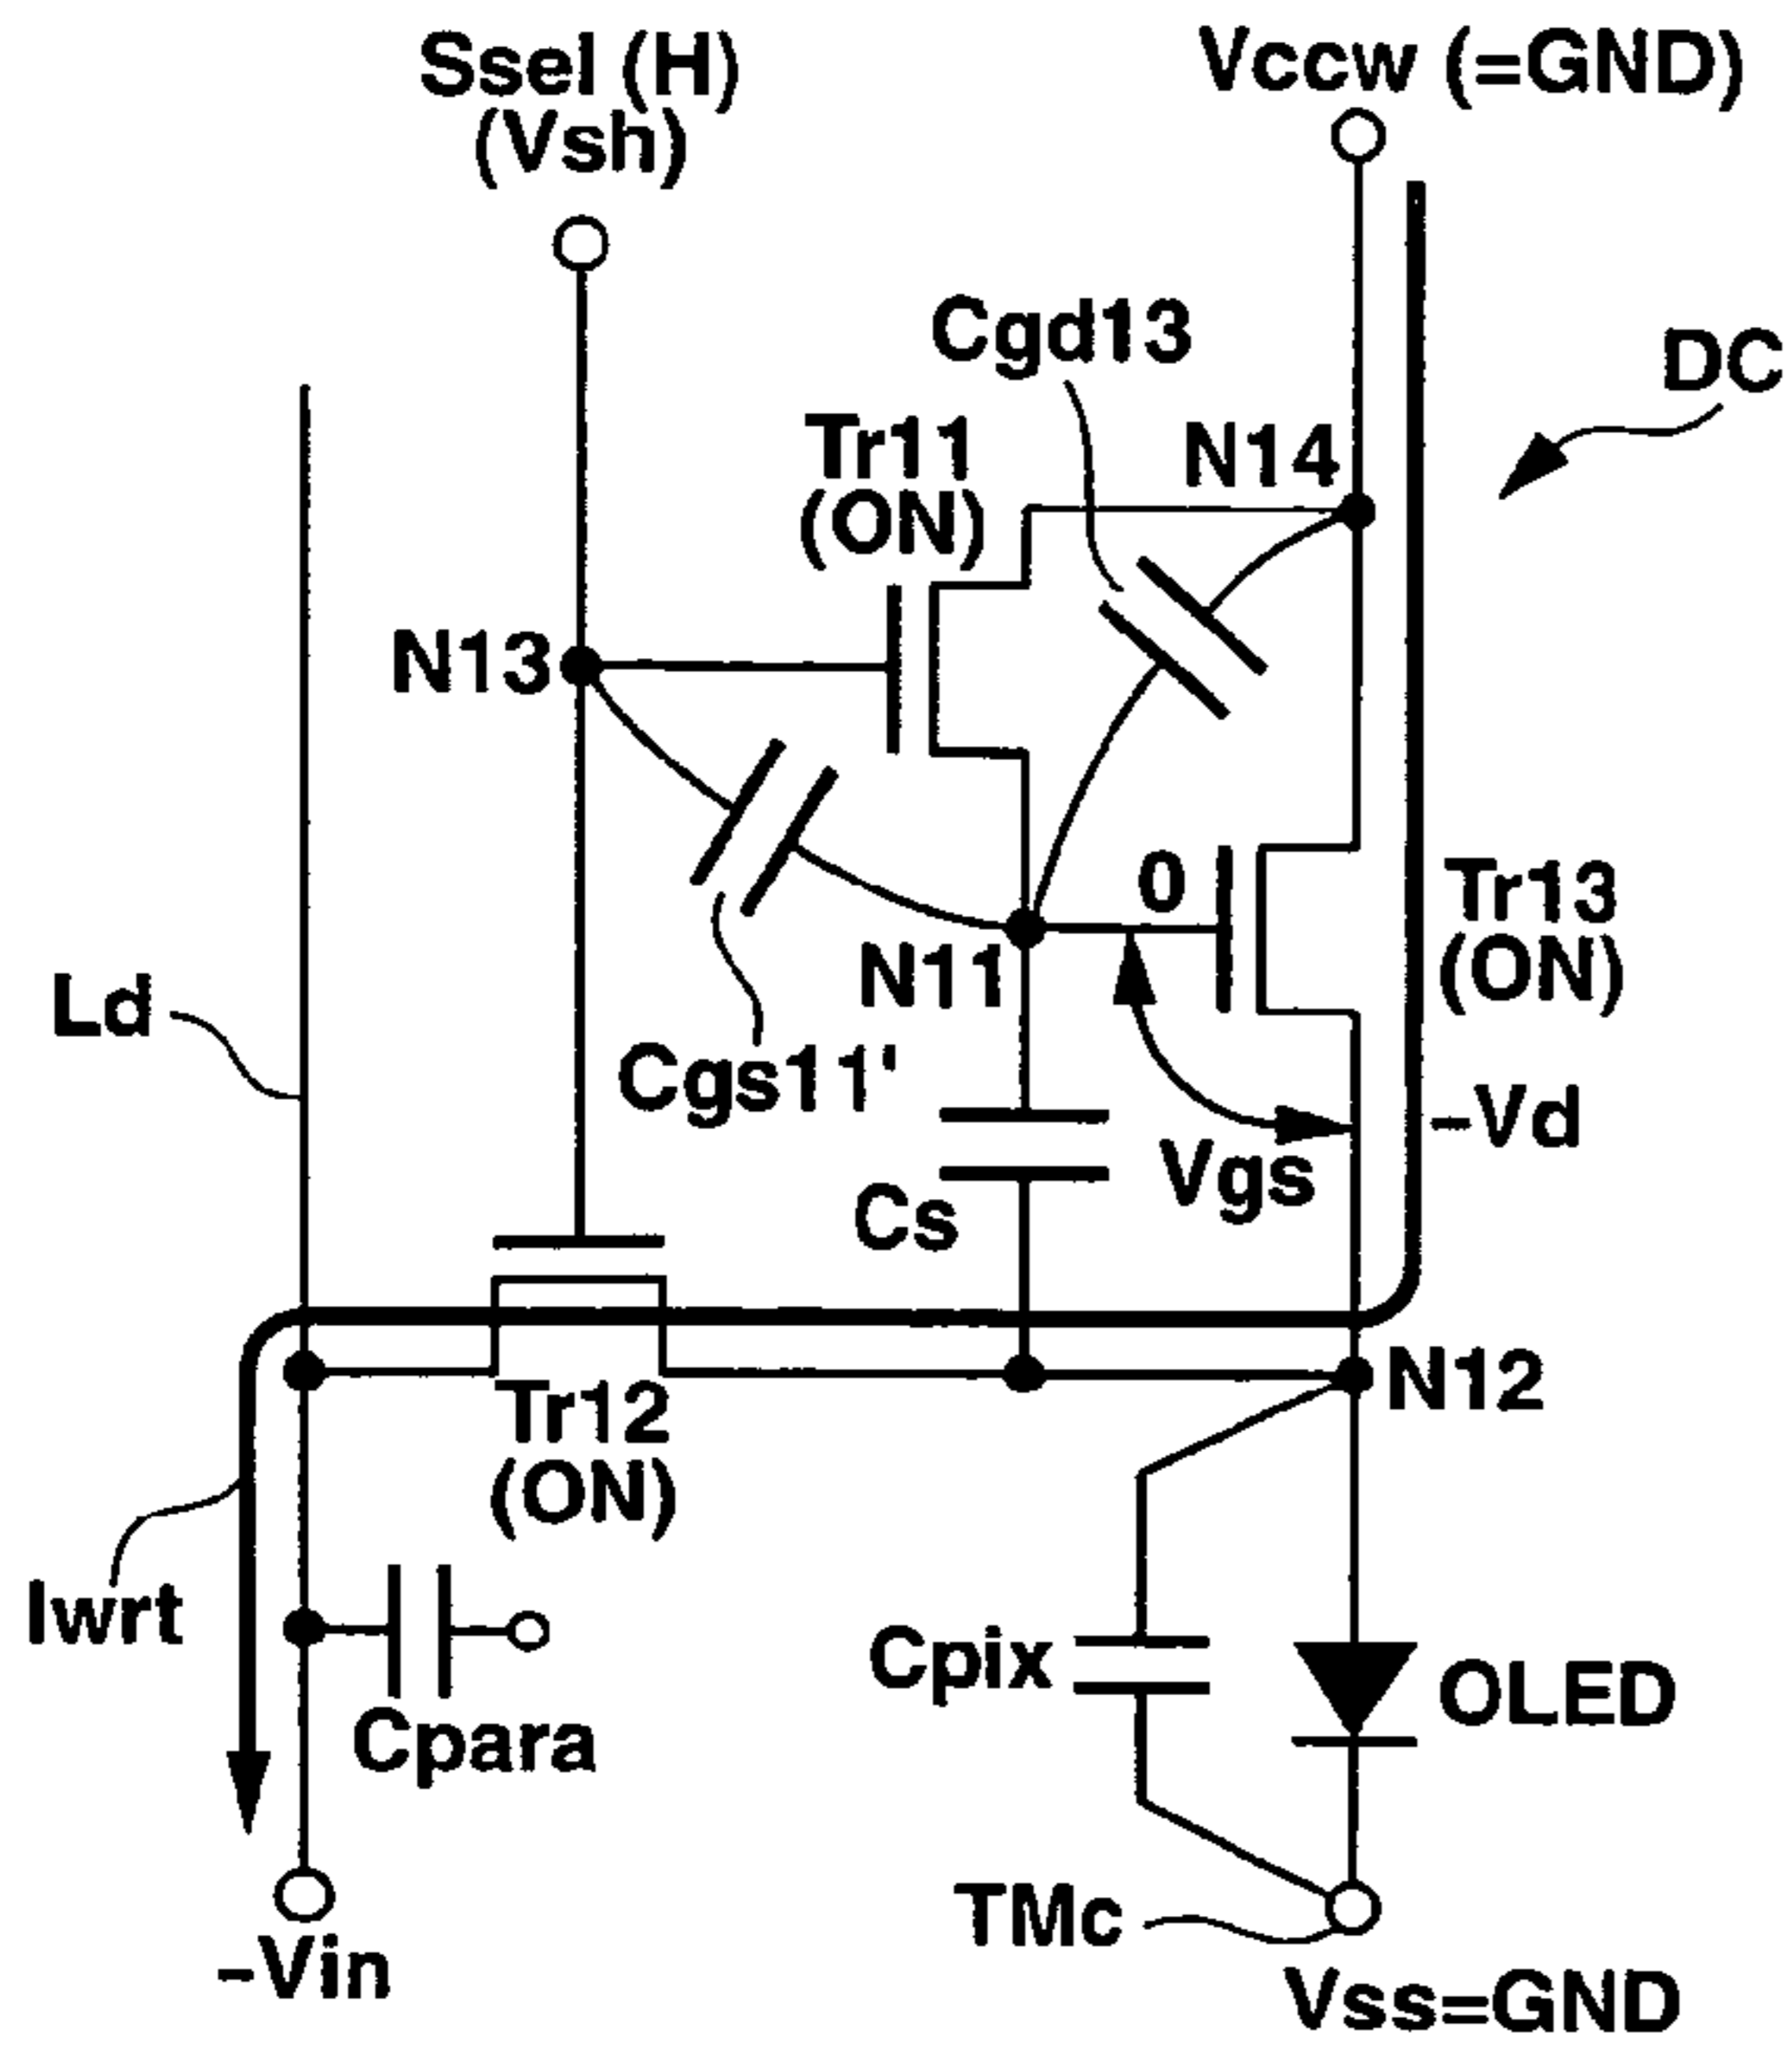 Ssel (H)
(Vsh)
Vccw (=GND)
Cgd13
DC
Tr11
(ON)
N14
N13
0
Tr13
(ON)
N11
Ld
Cgs11'
-Vd
Vgs
Cs
N12
Tr12
(ON)
Iwrt
Cpix
OLED
Cpara
TMc
-Vin
Vss=GND